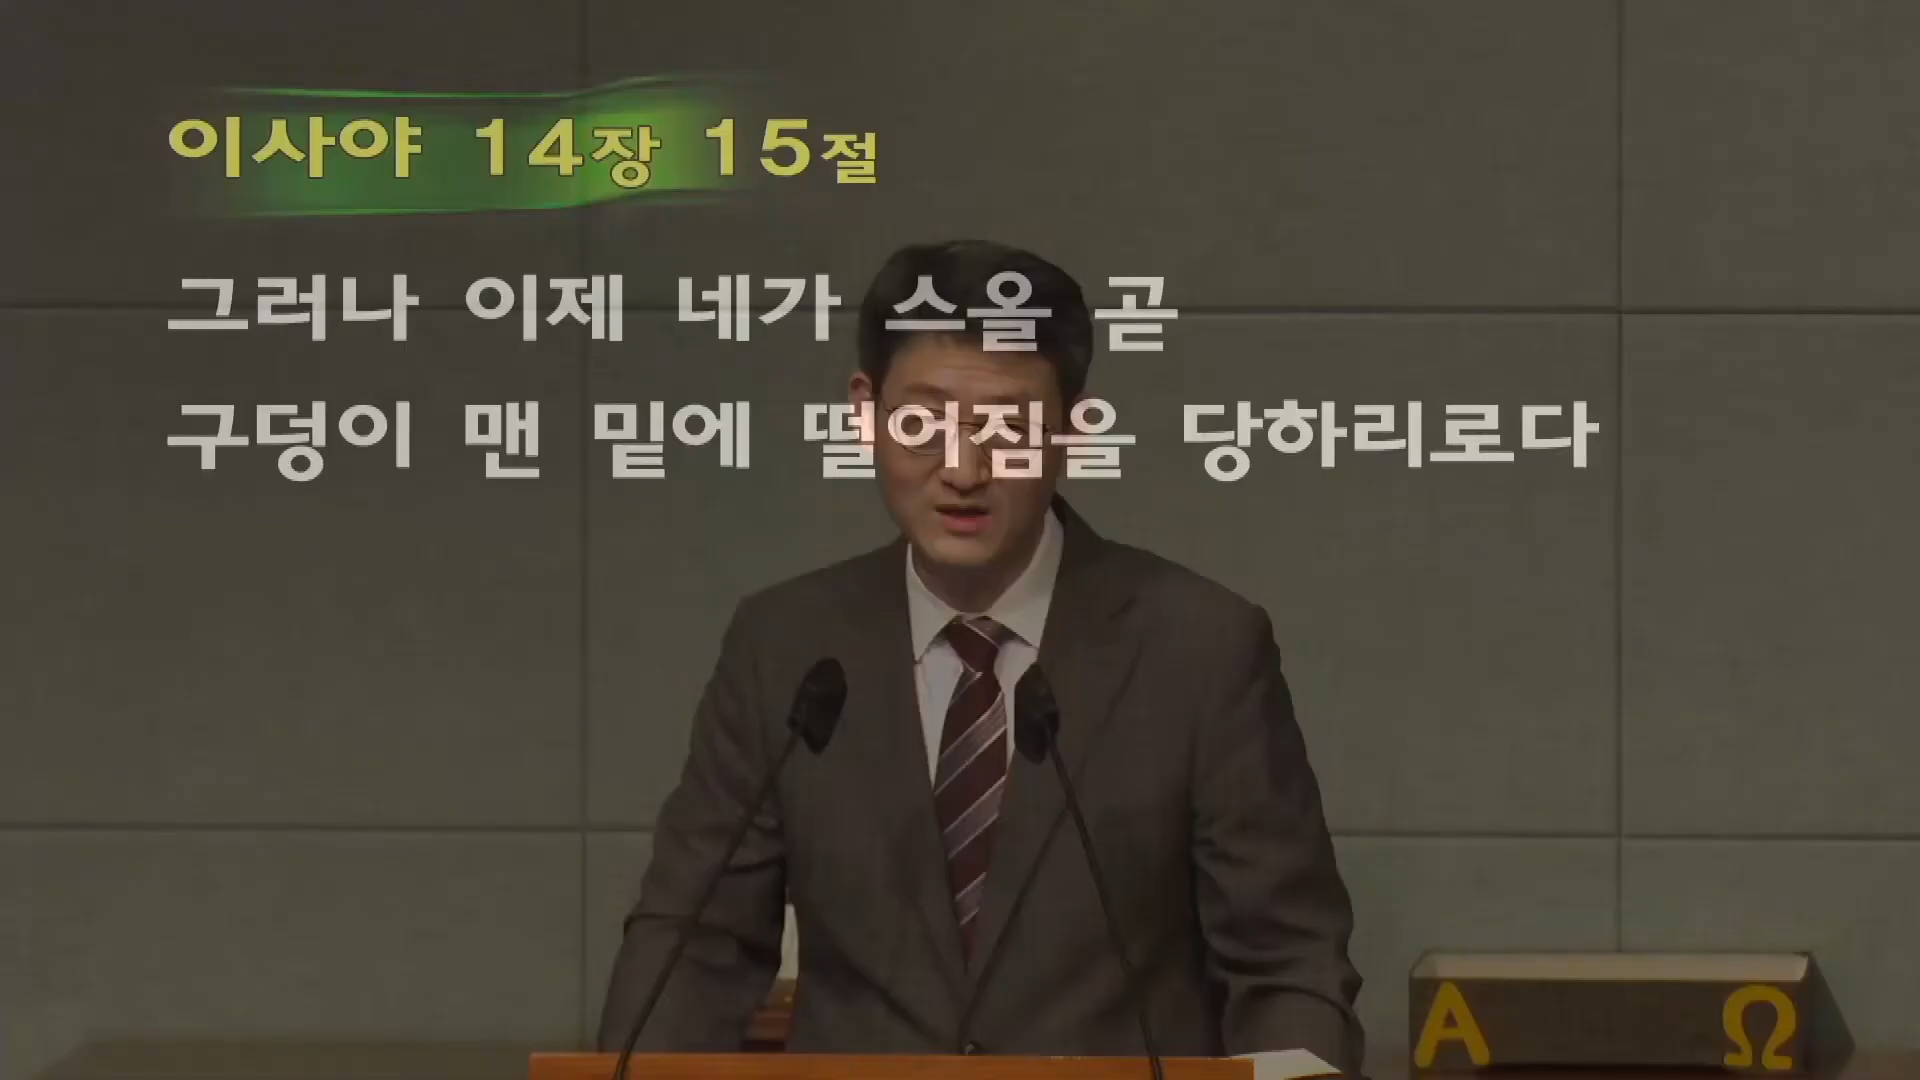 이사야 14장 15절
그러나 이제 네가 스올 곧
구덩이 맨 밑에 떨어짐을 당하리로다
Α Ω